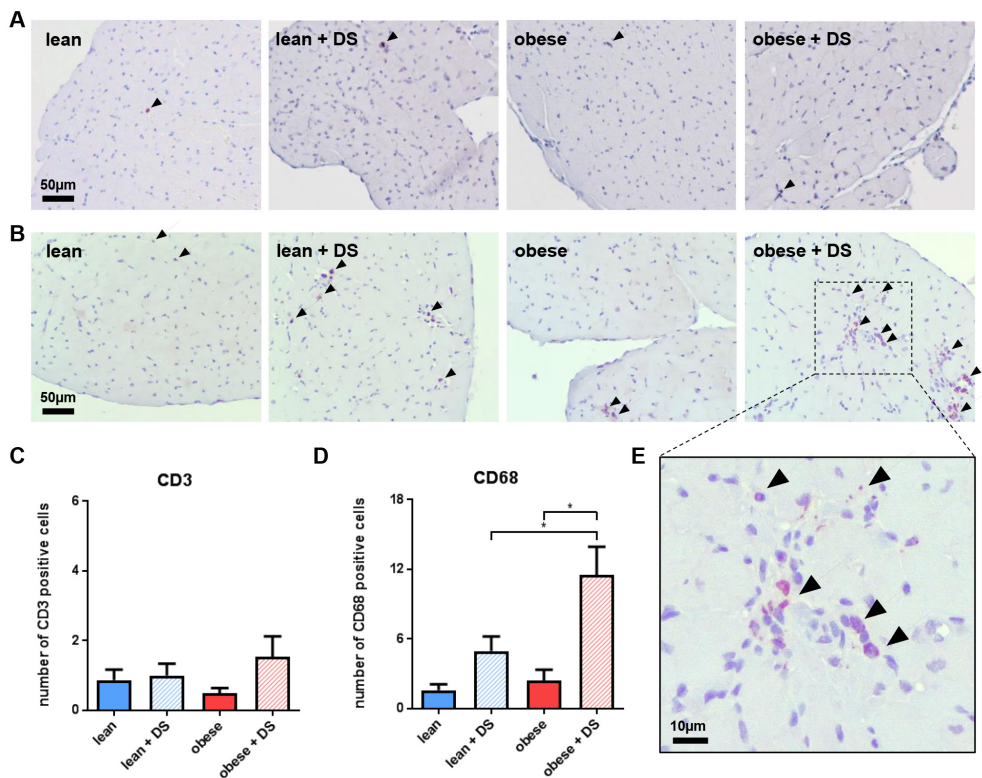 A
lean
lean + DS
obese
obese + DS
50µm
B
lean
lean + DS
obese
obese + DS
50µm
C
D
E
CD3
CD68
number of CD3 positive cells
6
4
2
0
lean
lean + DS
obese
obese + DS
number of CD68 positive cells
18
12
6
0
*
*
lean
lean + DS
obese
obese + DS
10µm